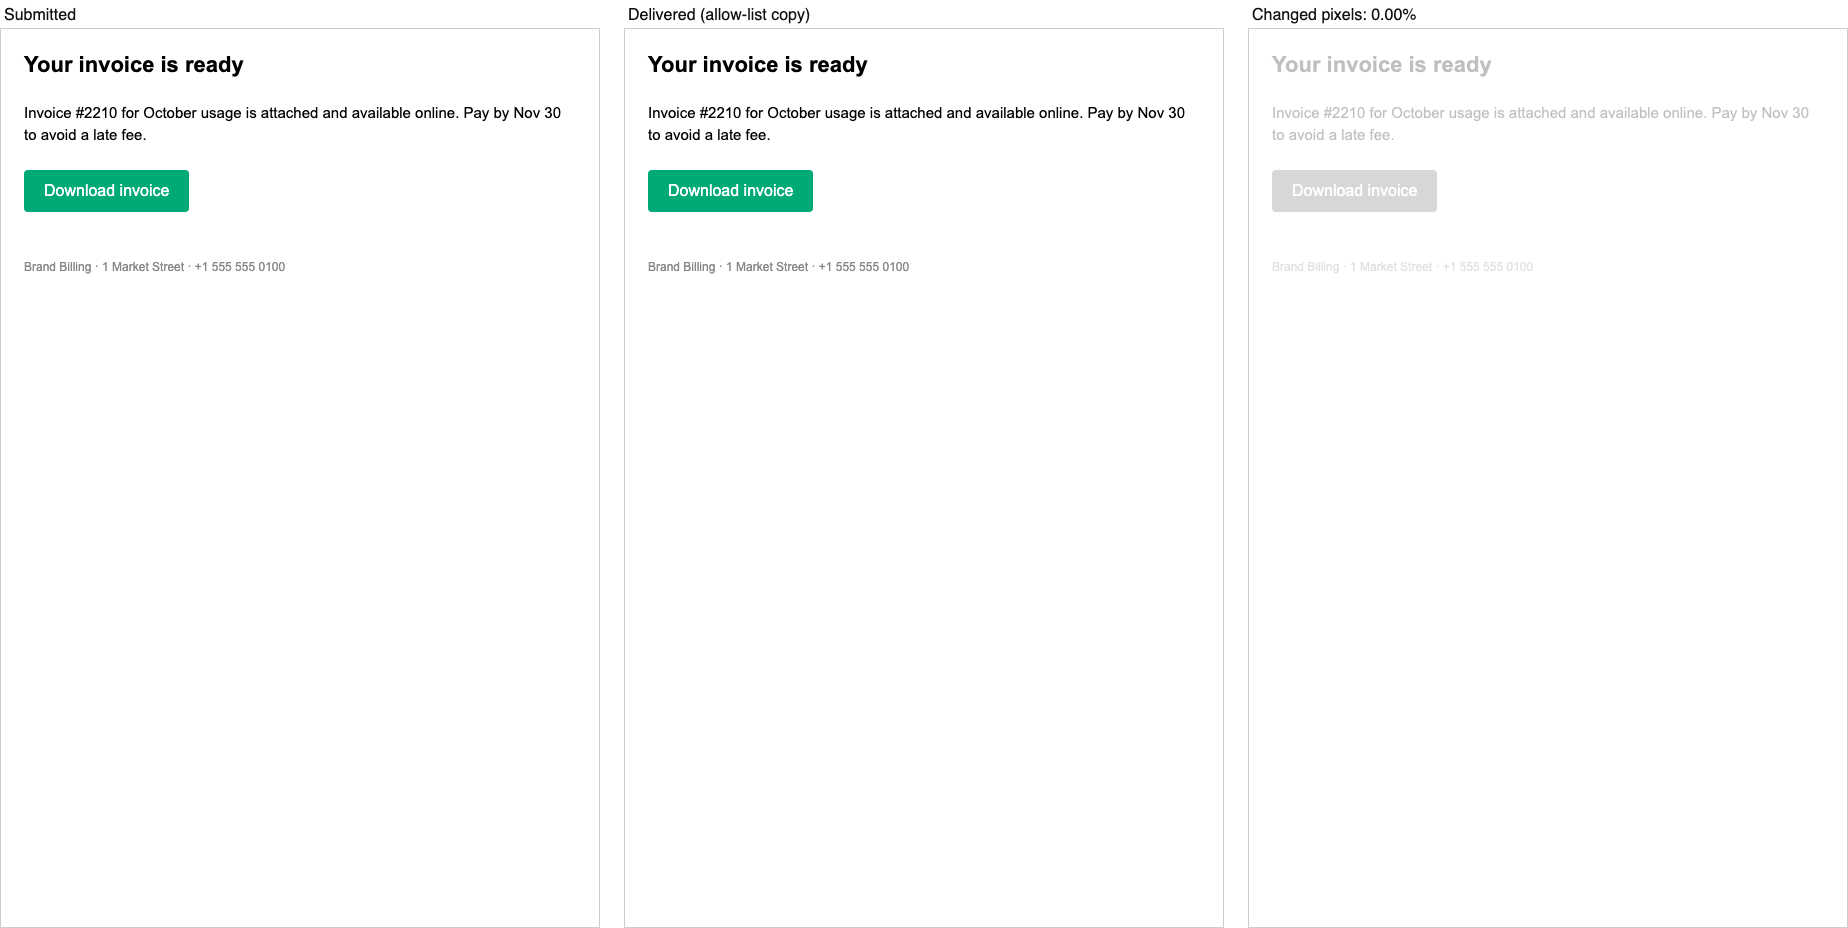 Submitted
Your invoice is ready
Invoice #2210 for October usage is attached and available online. Pay by Nov 30
to avoid a late fee.
Download invoice
Brand Billing · 1 Market Street · +1 555 555 0100
Delivered (allow-list copy)
Your invoice is ready
Invoice #2210 for October usage is attached and available online. Pay by Nov 30
to avoid a late fee.
Download invoice
Brand Billing · 1 Market Street · +1 555 555 0100
Changed pixels: 0.00%
Your invoice is ready
Invoice #2210 for October usage is attached and available online. Pay by Nov 30
to avoid a late fee.
Download invoice
Brand Billing · 1 Market Street · +1 555 555 0100